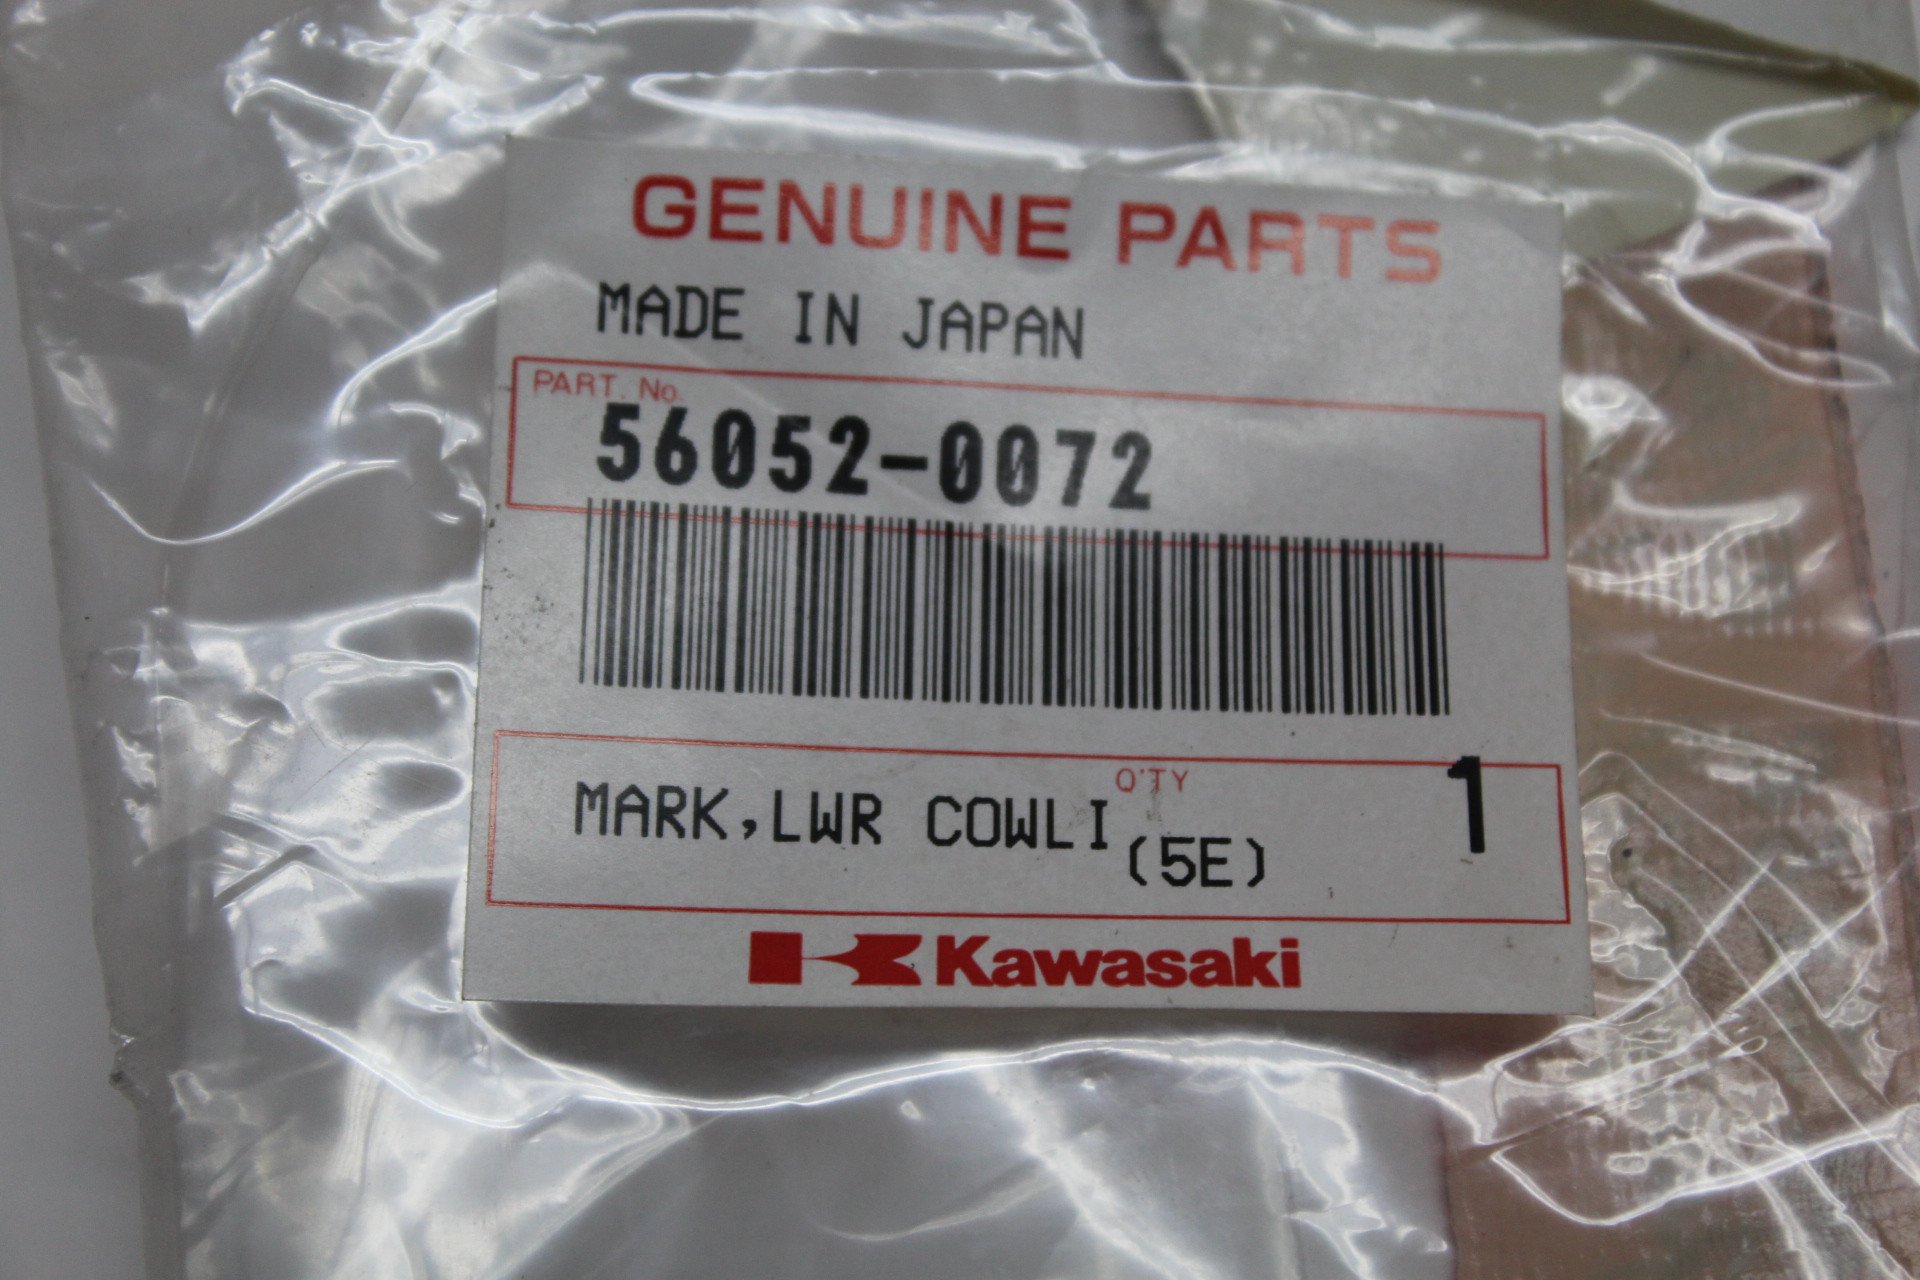 GENUINE PARTS
MADE IN JAPAN
PART. No.
56052-0072
Q'TY
MARK,LWR COWLI
(5E)
1
Kawasaki